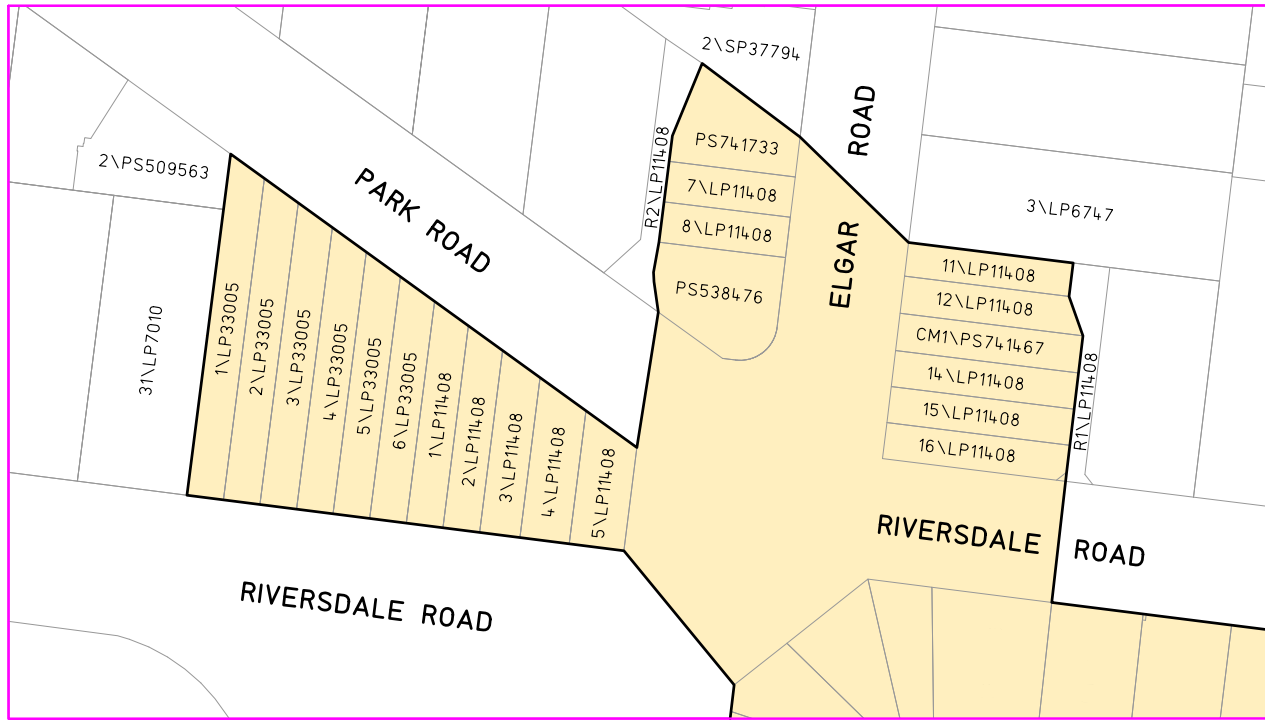 2\SP37794
ROAD
2\PS509563
PARK ROAD
R2\LP11408
PS741733
7\LP11408
8\LP11408
PS538476
ELGAR
3\LP6747
11\LP11408
12\LP11408
CM1\PS741467
14\LP11408
15\LP11408
16\LP11408
R1\LP11408
31\LP7010
1\LP33005
2\LP33005
3\LP33005
4\LP33005
5\LP33005
6\LP33005
1\LP11408
2\LP11408
3\LP11408
4\LP11408
5\LP11408
RIVERSDALE ROAD
RIVERSDALE ROAD